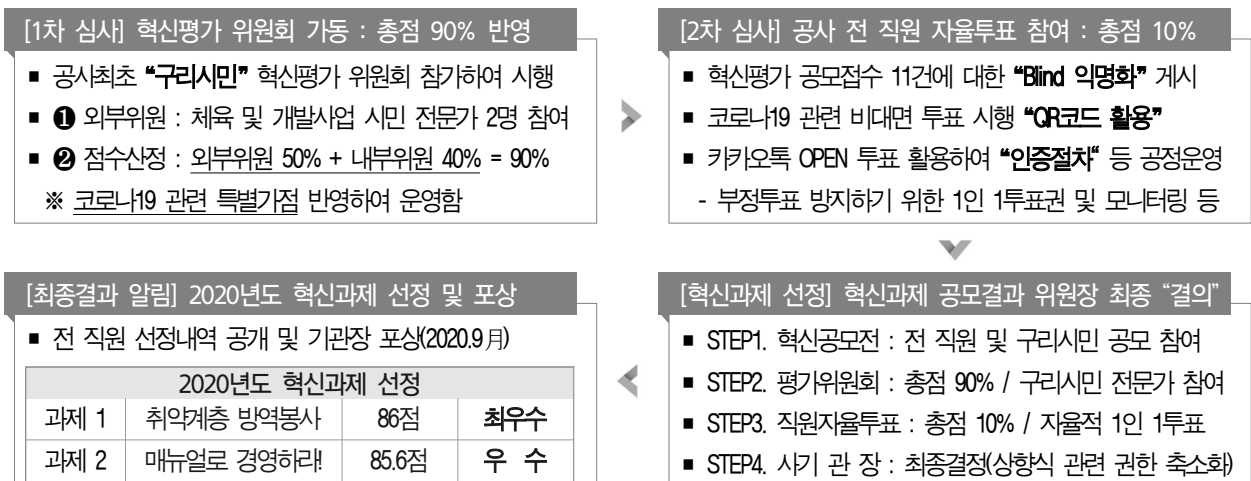 [1차 심사] 혁신평가 위원회 가동 : 총점 90% 반영
▪ 공사최초 “구리시민” 혁신평가 위원회 참가하여 시행
▪ ❶ 외부위원 : 체육 및 개발사업 시민 전문가 2명 참여
▪ ❷ 점수산정 : 외부위원 50% + 내부위원 40% = 90%
※ 코로나19 관련 특별가점 반영하여 운영함
[2차 심사] 공사 전 직원 자율투표 참여 : 총점 10%
▪ 혁신평가 공모접수 11건에 대한 “Blind 익명화” 게시
▪ 코로나19 관련 비대면 투표 시행 “QR코드 활용”
▪ 카카오톡 OPEN 투표 활용하여 “인증절차“ 등 공정운영
- 부정투표 방지하기 위한 1인 1투표권 및 모니터링 등
[혁신과제 선정] 혁신과제 공모결과 위원장 최종 “결의”
▪ STEP1. 혁신공모전 : 전 직원 및 구리시민 공모 참여
▪ STEP2. 평가위원회 : 총점 90% / 구리시민 전문가 참여
▪ STEP3. 직원자율투표 : 총점 10% / 자율적 1인 1투표
▪ STEP4. 사기 관 장 : 최종결정(상향식 관련 권한 축소화)
[최종결과 알림] 2020년도 혁신과제 선정 및 포상
▪ 전 직원 선정내역 공개 및 기관장 포상(2020.9月)
2020년도 혁신과제 선정
과제 1 취약계층 방역봉사 86점 최우수
과제 2 매뉴얼로 경영하라! 85.6점 우 수